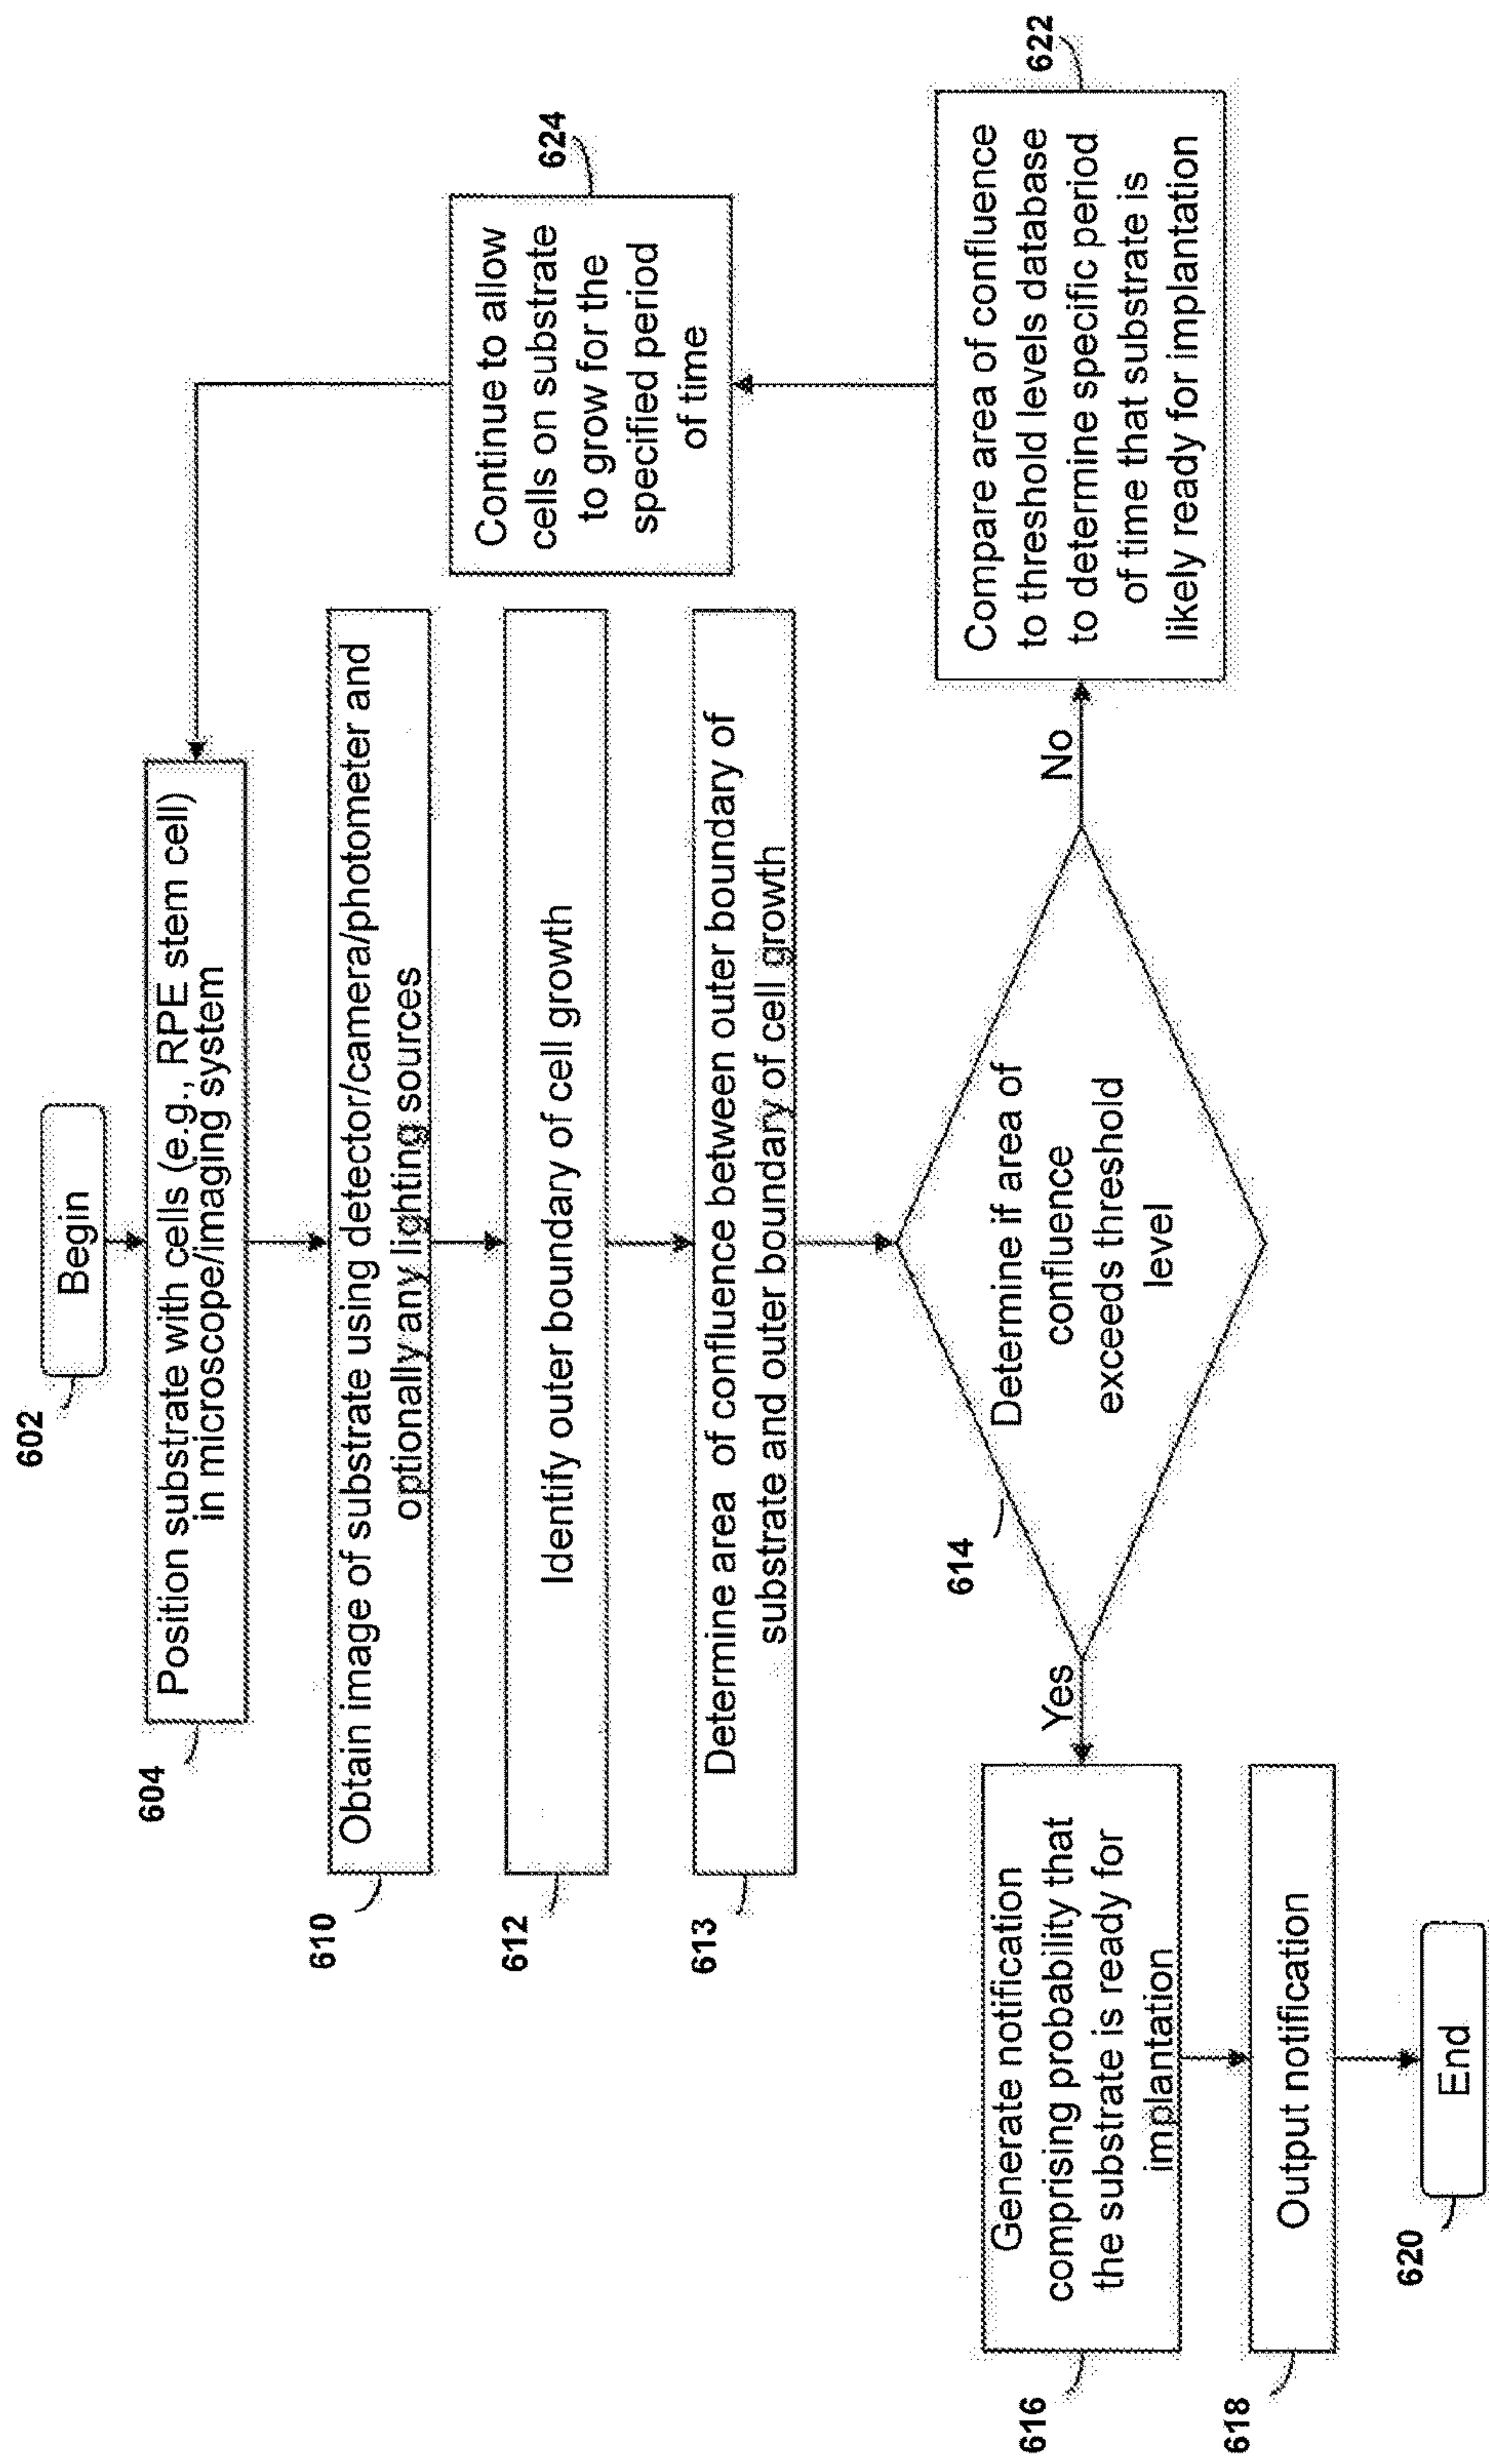 602
Begin
604
Position substrate with cells (e.g., RPE stem cell)
in microscope/imaging system
610
Obtain image of substrate using detector/camera/photometer and
optionally any lighting sources
612
Identify outer boundary of cell growth
613
Determine area of confluence between outer boundary of
substrate and outer boundary of cell growth
614
Determine if area of
confluence
exceeds threshold
level
Yes
No
616
Generate notification
comprising probability that
the substrate is ready for
implantation
618
Output notification
620
End
622
Compare area of confluence
to threshold levels database
to determine specific period
of time that substrate is
likely ready for implantation
624
Continue to allow
cells on substrate
to grow for the
specified period
of time